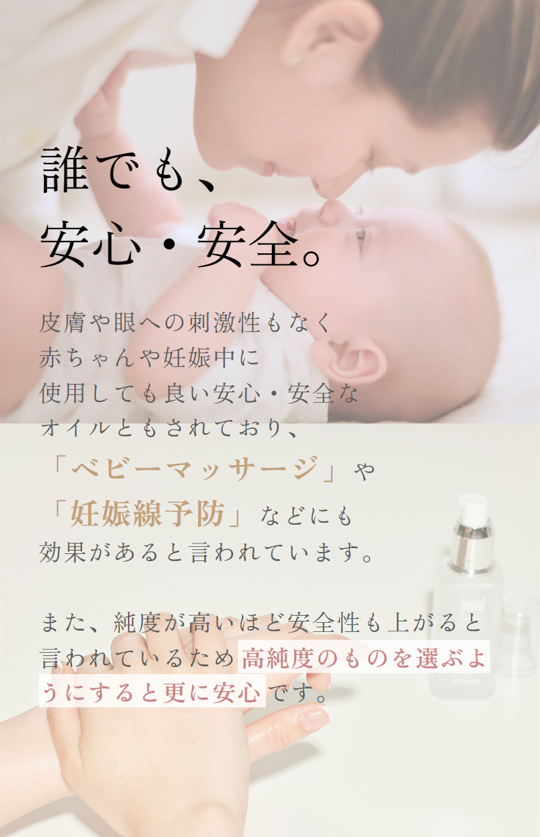 誰でも、
安心・安全。
皮膚や眼への刺激性もなく
赤ちゃんや妊娠中に
使用しても良い安心・安全な
オイルともされており、
「ベビーマッサージ」や
「妊娠線予防」などにも
効果があると言われています。
また、純度が高いほど安全性も上がると
言われているため高純度のものを選ぶよ
うにすると更に安心です。